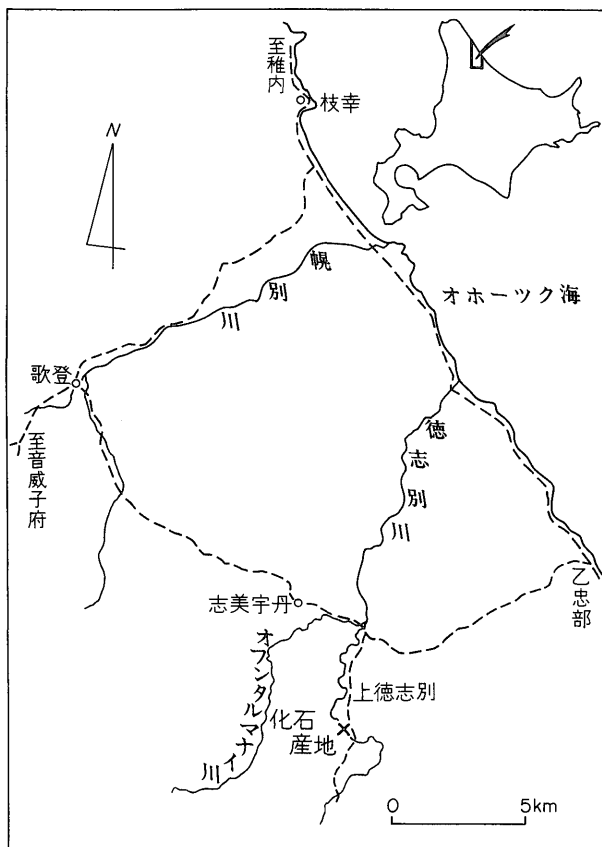 至稚内
枝幸
N
幌別川
オホーツク海
歌登
至音威子府
徳志別川
乙忠部
志美宇丹
オフンタルマナイ川
上徳志別
化石
産地
0 5km